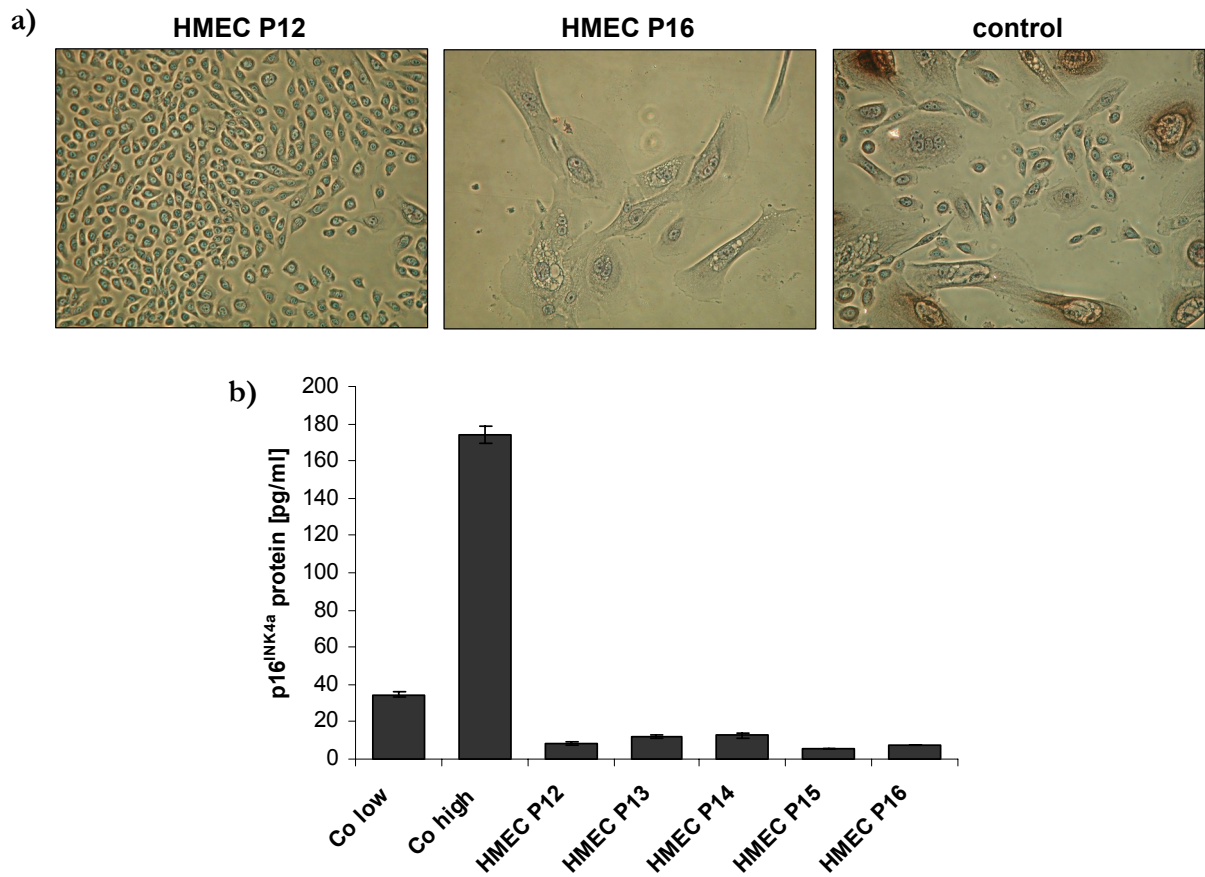 a)
HMEC P12
HMEC P16
control
b)
p16INK4a protein [pg/ml]
200
180
160
140
120
100
80
60
40
20
0
Co low
Co high
HMEC P12
HMEC P13
HMEC P14
HMEC P15
HMEC P16